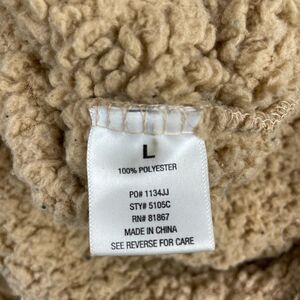 L
100% POLYESTER
PO# 1134JJ
STY# 5105C
RN# 81867
MADE IN CHINA
SEE REVERSE FOR CARE